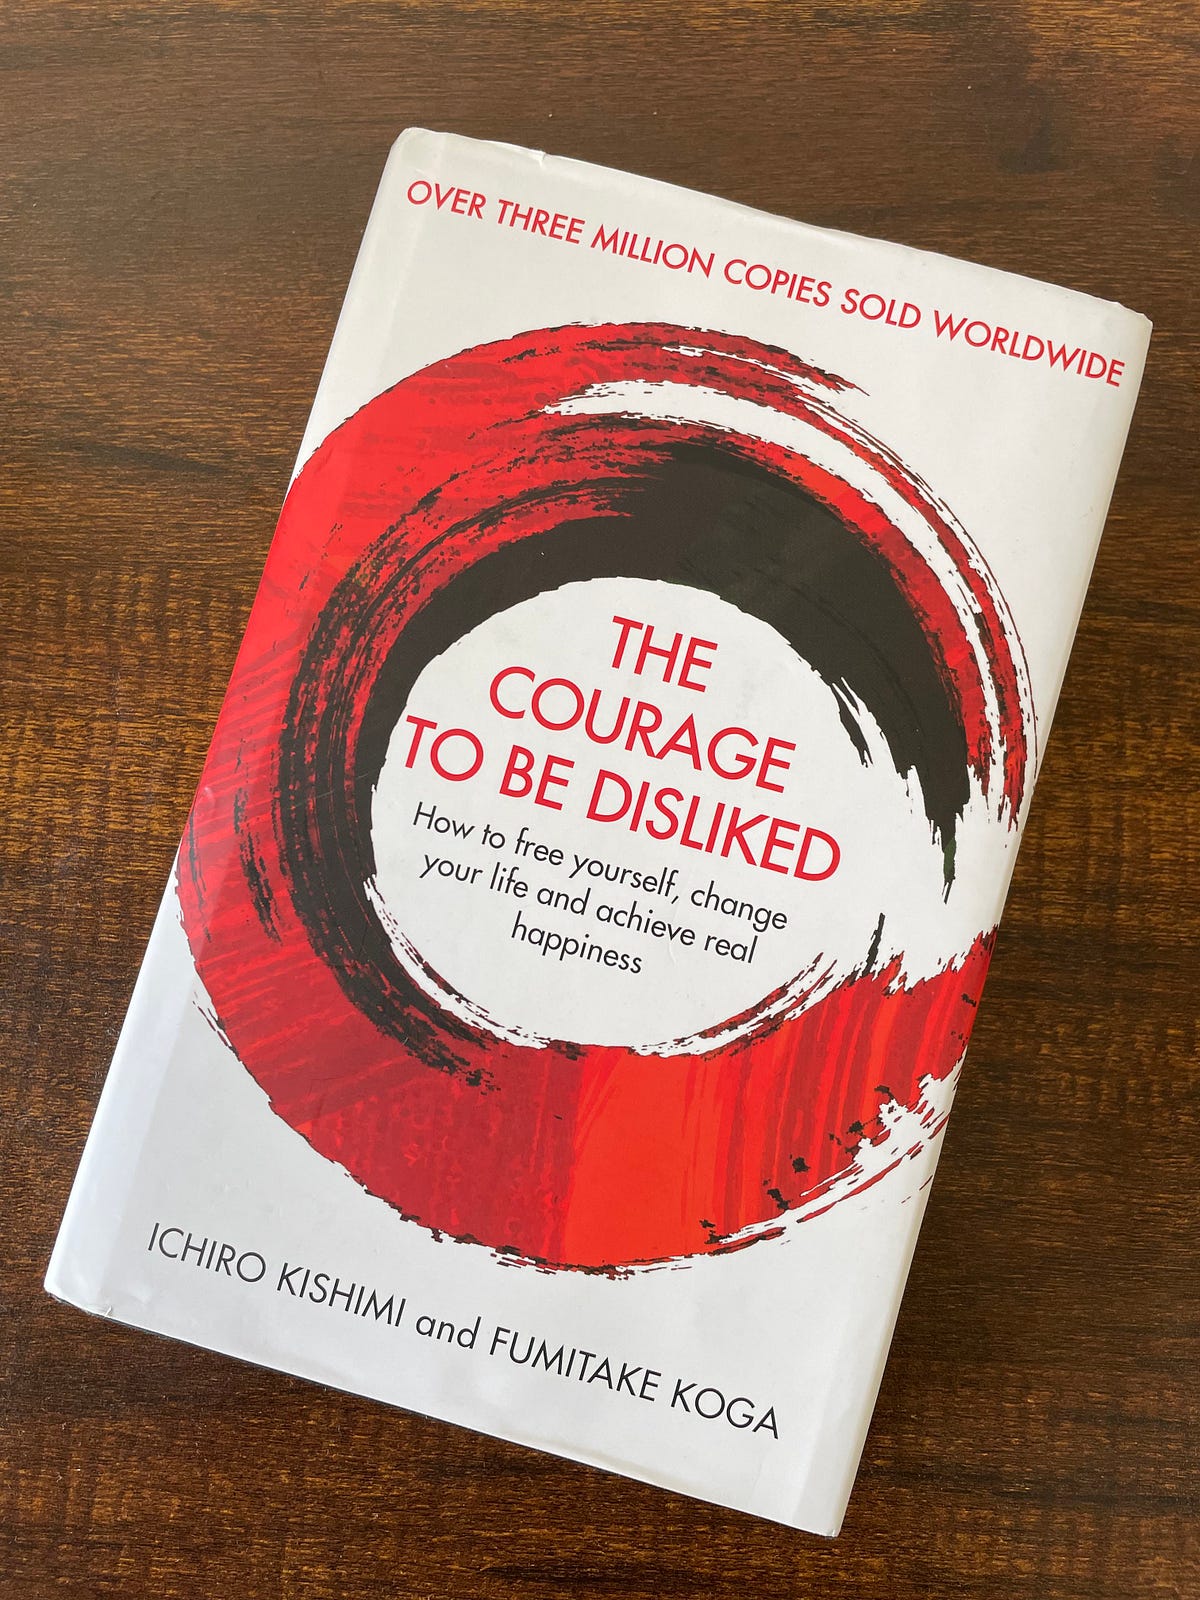 OVER THREE MILLION COPIES SOLD WORLDWIDE
THE
COURAGE
TO BE DISLIKED
How to free yourself, change
your life and achieve real
happiness
ICHIRO KISHIMI and FUMITAKE KOGA